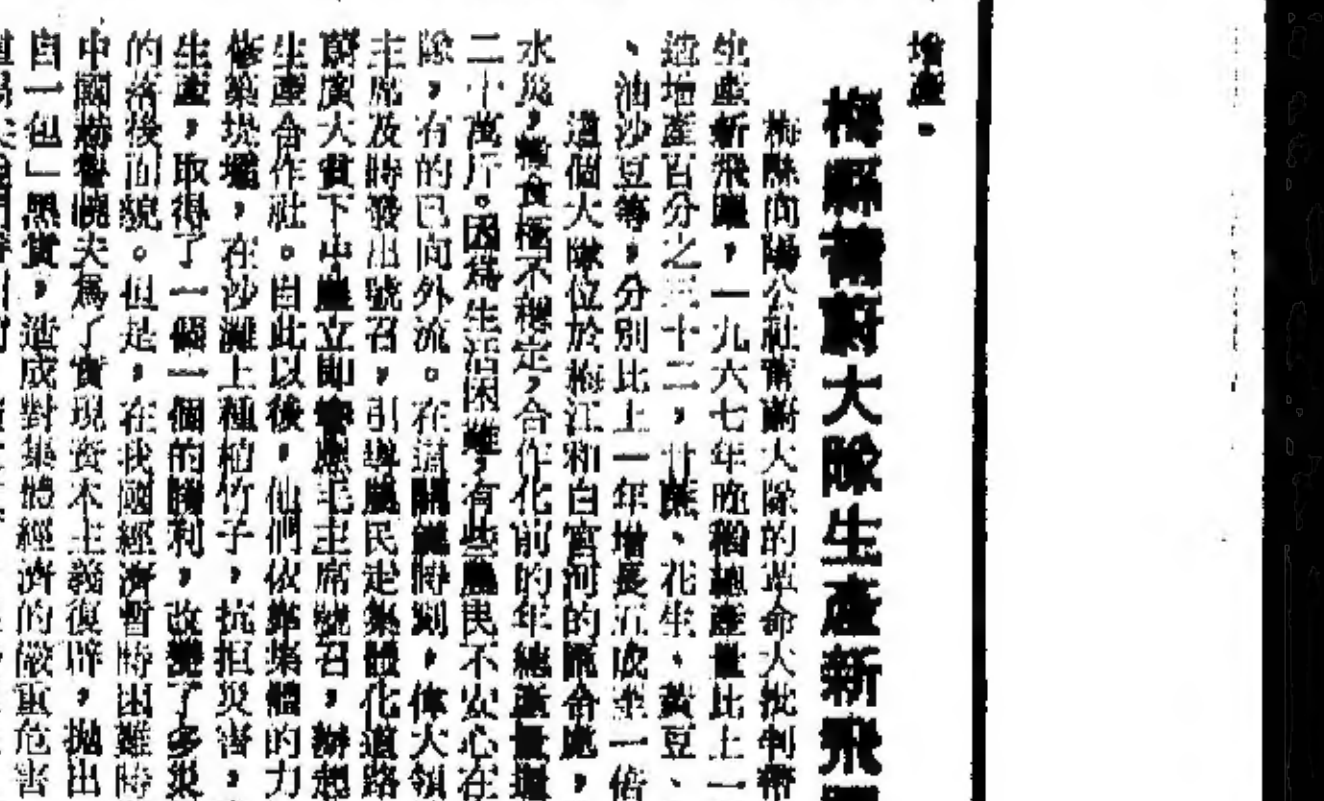 增產。
梅縣蕭蔚大隊生產新飛
梅縣向陽公社蕭蔚大隊的革命大批判帶
生產新飛躍,一九六七年晚稻總產量比上一
造增產百分之三十二,甘蔗、花生、黃豆、
、油沙豆等,分別比上一年增長五成至一倍
這個大隊位於梅江和白宮河的滙合處,
水災,糧食極不穩定,合作化前的年總產量還
二十萬斤。因爲生活困難,有些農民不安心在
隊,有的已向外流。在這關鍵時刻,偉大領
主席及時發出號召,引導農民走集體化道路
蔚廣大貧下中農立即響應毛主席號召,辦起
生產合作社。自此以後,他們依靠集體的力
修築堤壩,在沙灘上種植竹子,抗拒災害,
生產,取得了一個一個的勝利,改變了多災
的落後面貌。但是,在我國經濟暫時困難時
中國赫魯曉夫爲了實現資本主義復辟,拋出
自一包」黑貨,造成對集體經濟的嚴重危害